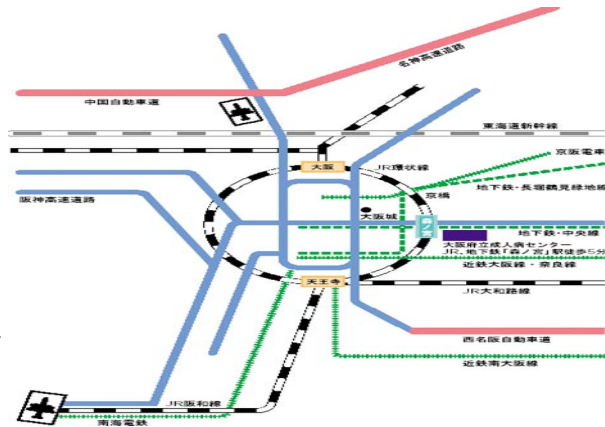 名神高速道路
中国自動車道
東海道新幹線
京阪電車
大阪
JR環状線
地下鉄・長堀鶴見緑地線
京橋
阪神高速道路
大阪城
森ノ宮
地下鉄・中央線
大阪府立成人病センター
JR、地下鉄「森ノ宮」駅徒歩5分
近鉄大阪線・奈良線
天王寺
JR大和路線
西名阪自動車道
近鉄南大阪線
JR阪和線
南海電鉄